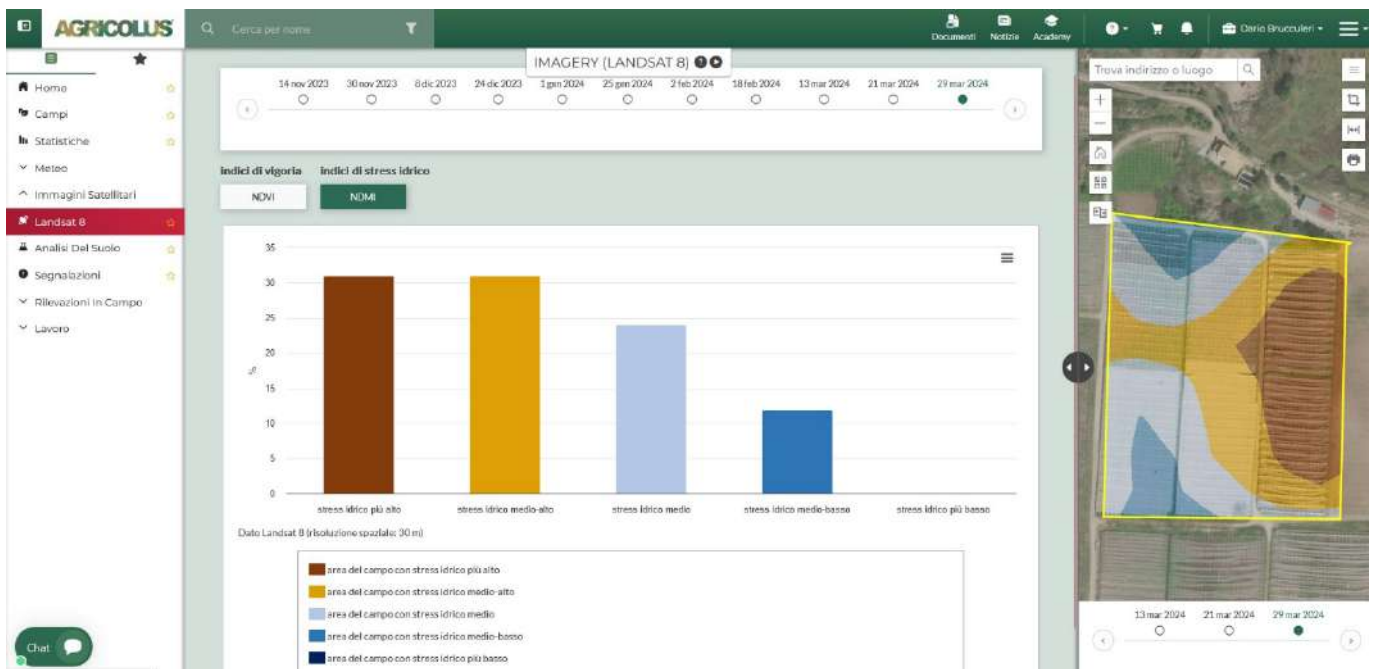 AGRICOLUS
Cerca per nome
Documenti
Notizie
Academy
Dario Brucculeri
Home
Campi
Statistiche
Meteo
Immagini Satellitari
Landsat 8
Analisi Del Suolo
Segnalazioni
Rilevazioni In Campo
Lavoro
Chat
IMAGERY (LANDSAT 8)
14 nov 2023 30 nov 2023 8 dic 2023 24 dic 2023 1 gen 2024 25 gen 2024 2 feb 2024 18 feb 2024 13 mar 2024 21 mar 2024 29 mar 2024
indici di vigoria indici di stress idrico
NDVI NDMI
35
30
25
20
15
10
5
0
%
stress idrico più alto stress idrico medio-alto stress idrico medio stress idrico medio-basso stress idrico più basso
Dato Landsat 8 (risoluzione spaziale: 30 m)
area del campo con stress idrico più alto
area del campo con stress idrico medio-alto
area del campo con stress idrico medio
area del campo con stress idrico medio-basso
area del campo con stress idrico più basso
Trova indirizzo o luogo
13 mar 2024 21 mar 2024 29 mar 2024